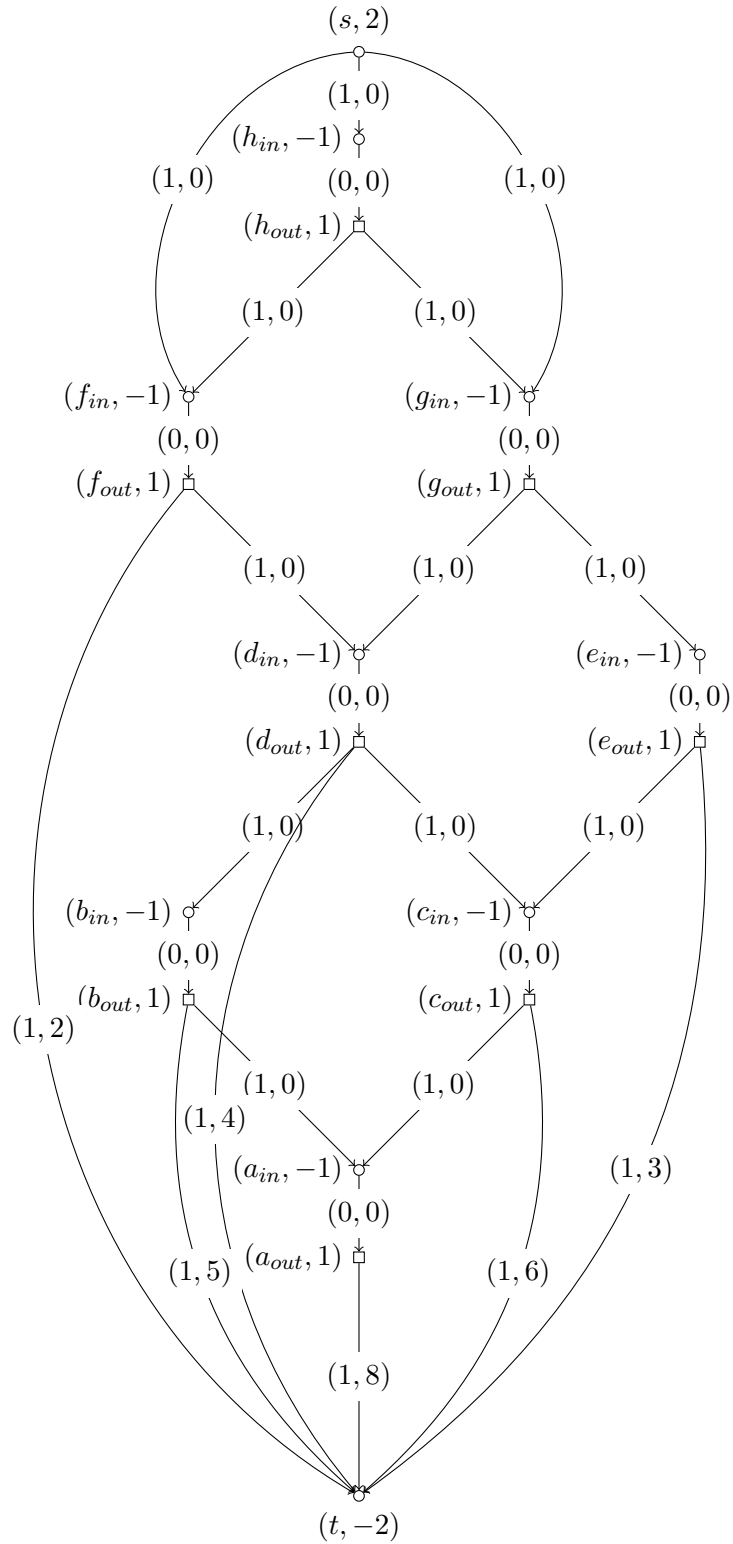 (s, 2)
(1, 0)
(h_in, −1)
(1, 0) (0, 0) (1, 0)
(h_out, 1)
(1, 0) (1, 0)
(f_in, −1) (g_in, −1)
(0, 0) (0, 0)
(f_out, 1) (g_out, 1)
(1, 0) (1, 0) (1, 0)
(d_in, −1) (e_in, −1)
(0, 0) (0, 0)
(d_out, 1) (e_out, 1)
(1, 0) (1, 0) (1, 0)
(b_in, −1) (c_in, −1)
(0, 0) (0, 0)
(b_out, 1) (c_out, 1)
(1, 2)
(1, 0) (1, 0)
(1, 4)
(a_in, −1) (1, 3)
(0, 0)
(a_out, 1)
(1, 5) (1, 6)
(1, 8)
(t, −2)